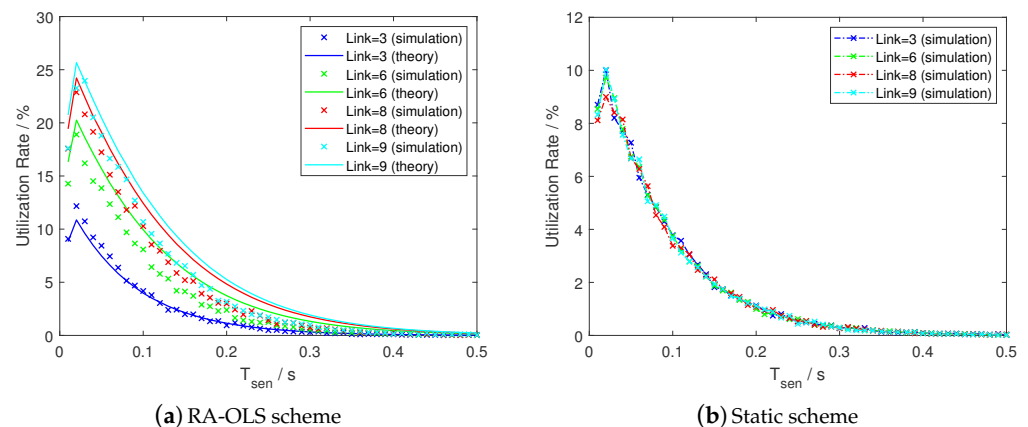 30
25
20
15
10
5
0
Utilization Rate / %
0 0.1 0.2 0.3 0.4 0.5
T_sen / s
Link=3 (simulation)
Link=3 (theory)
Link=6 (simulation)
Link=6 (theory)
Link=8 (simulation)
Link=8 (theory)
Link=9 (simulation)
Link=9 (theory)
(a) RA-OLS scheme
12
10
8
6
4
2
0
Utilization Rate / %
0 0.1 0.2 0.3 0.4 0.5
T_sen / s
Link=3 (simulation)
Link=6 (simulation)
Link=8 (simulation)
Link=9 (simulation)
(b) Static scheme